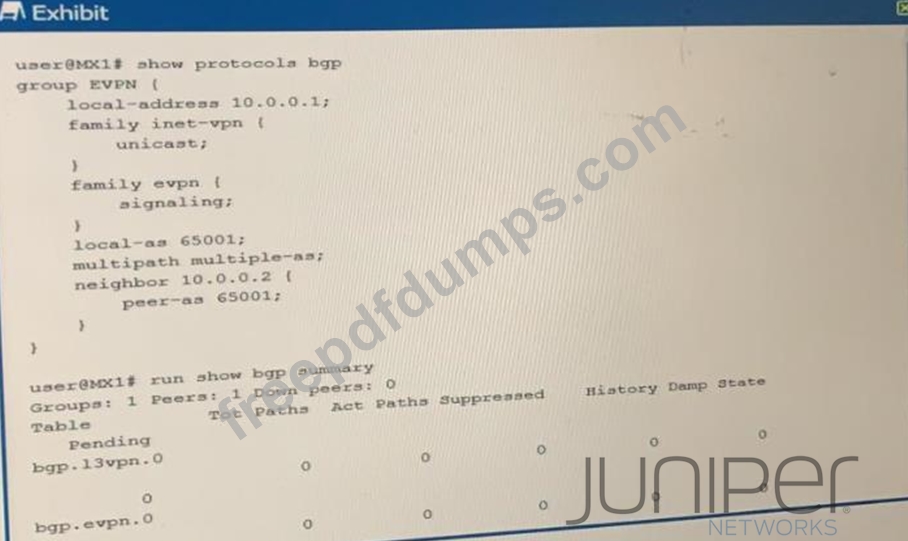 Exhibit
user@MX1# show protocols bgp
group EVPN {
local-address 10.0.0.1;
family inet-vpn {
unicast;
}
family evpn {
signaling;
}
local-as 65001;
multipath multiple-as;
neighbor 10.0.0.2 {
peer-as 65001;
}
}
user@MX1# run show bgp summary
Groups: 1 Peers: 1 Down peers: 0
Table Tot Paths Act Paths Suppressed History Damp State
Pending
bgp.l3vpn.0 0 0 0 0 0
0
bgp.evpn.0 0 0 0 0 0
freepdfdumps.com
JUNIPER
NETWORKS